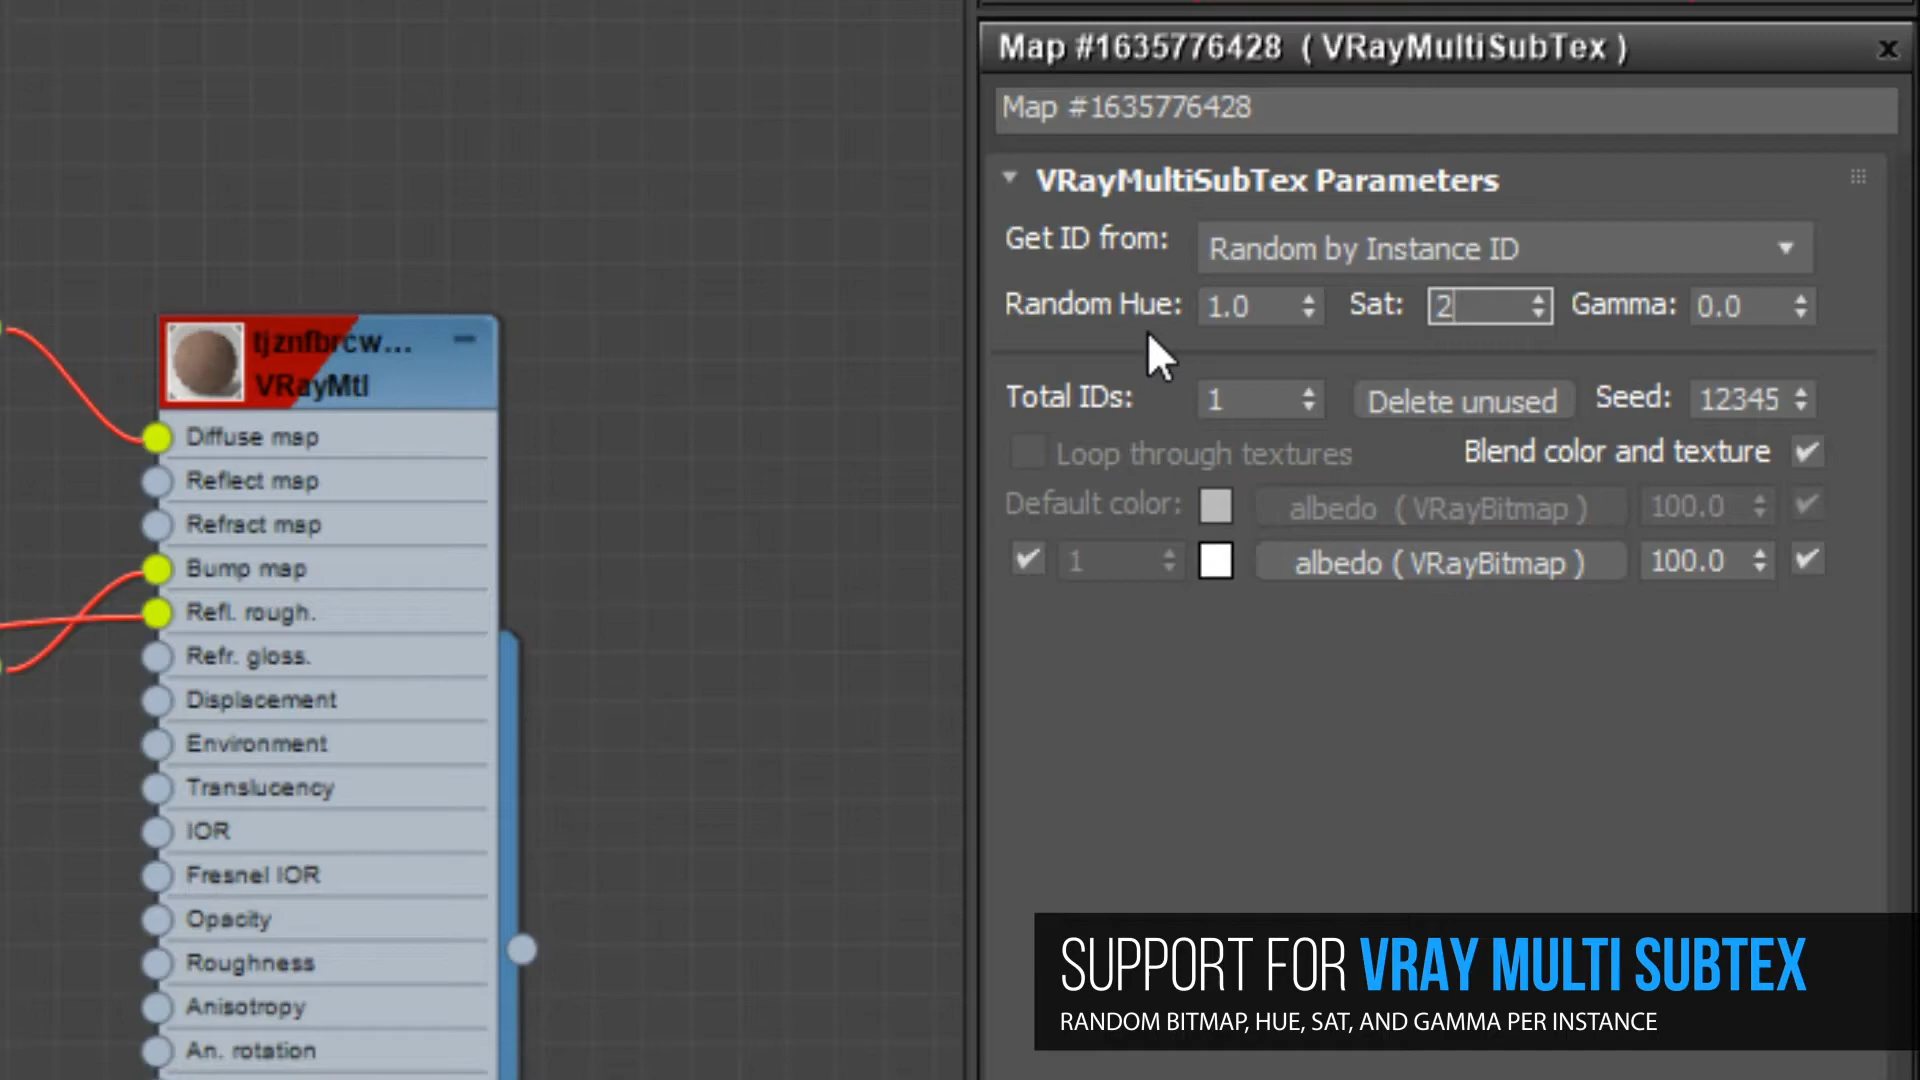 Map #1635776428 ( VRayMultiSubTex ) x
Map #1635776428
VRayMultiSubTex Parameters
Get ID from: Random by Instance ID
Random Hue: 1.0 Sat: 2 Gamma: 0.0
Total IDs: 1 Delete unused Seed: 12345
Loop through textures Blend color and texture
Default color: albedo ( VRayBitmap ) 100.0
1 albedo ( VRayBitmap ) 100.0
tjznfbrcw...
VRayMtl
Diffuse map
Reflect map
Refract map
Bump map
Refl. rough.
Refr. gloss.
Displacement
Environment
Translucency
IOR
Fresnel IOR
Opacity
Roughness
Anisotropy
An. rotation
SUPPORT FOR VRAY MULTI SUBTEX
RANDOM BITMAP, HUE, SAT, AND GAMMA PER INSTANCE